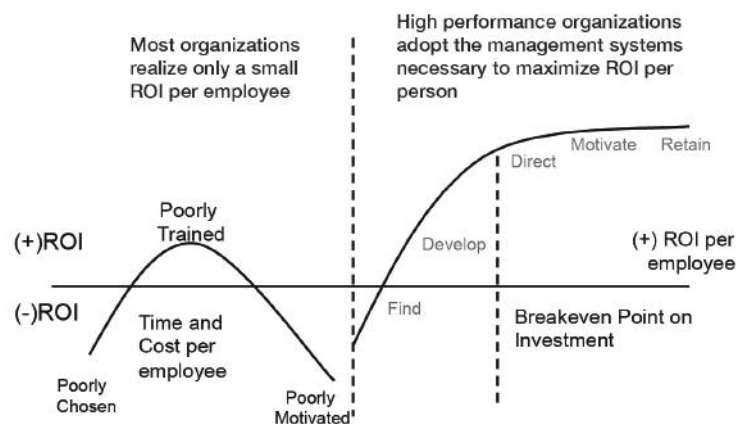 Most organizations
realize only a small
ROI per employee
High performance organizations
adopt the management systems
necessary to maximize ROI per
person
Direct
Motivate
Retain
Poorly
Trained
(+)ROI
Develop
(+) ROI per
employee
(-)ROI
Find
Time and
Cost per
employee
Breakeven Point on
Investment
Poorly
Chosen
Poorly
Motivated